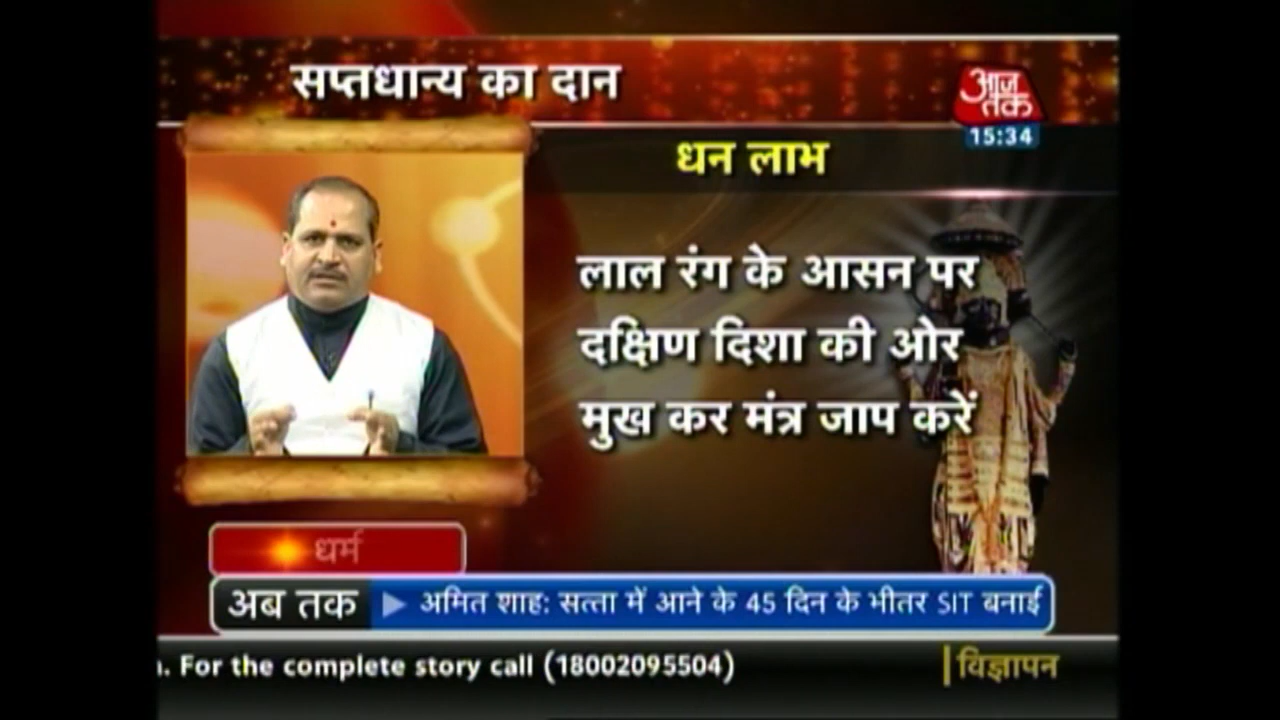 सप्तधान्य का दान
आज तक
15:34
धन लाभ
लाल रंग के आसन पर
दक्षिण दिशा की ओर
मुख कर मंत्र जाप करें
धर्म
अब तक
अमित शाह: सत्ता में आने के 45 दिन के भीतर SIT बनाई
. For the complete story call (18002095504)
विज्ञापन